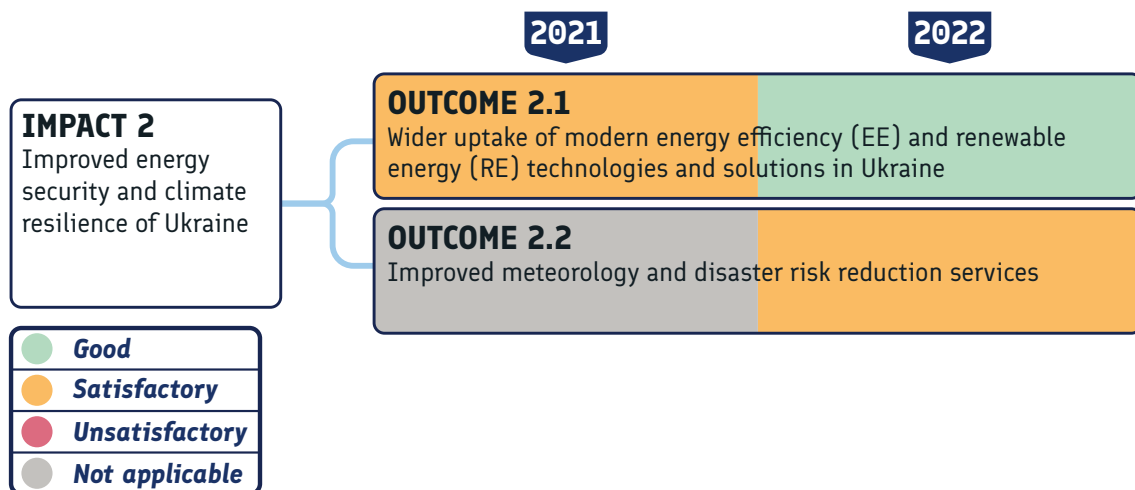 2021
2022
IMPACT 2
Improved energy
security and climate
resilience of Ukraine
OUTCOME 2.1
Wider uptake of modern energy efficiency (EE) and renewable
energy (RE) technologies and solutions in Ukraine
OUTCOME 2.2
Improved meteorology and disaster risk reduction services
Good
Satisfactory
Unsatisfactory
Not applicable